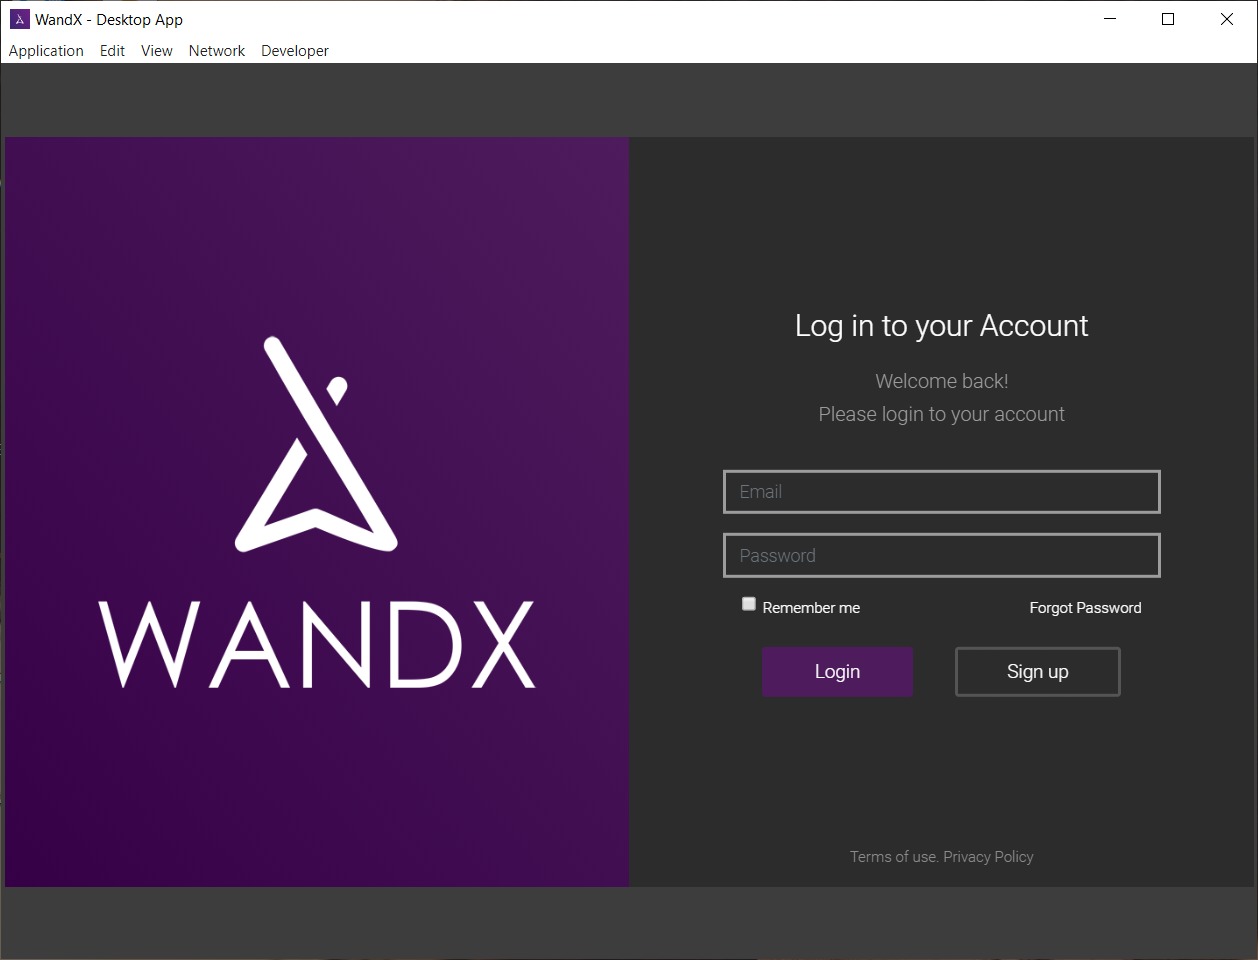 WandX - Desktop App
Application Edit View Network Developer
WANDX
Log in to your Account
Welcome back!
Please login to your account
Email
Password
Remember me Forgot Password
Login Sign up
Terms of use. Privacy Policy